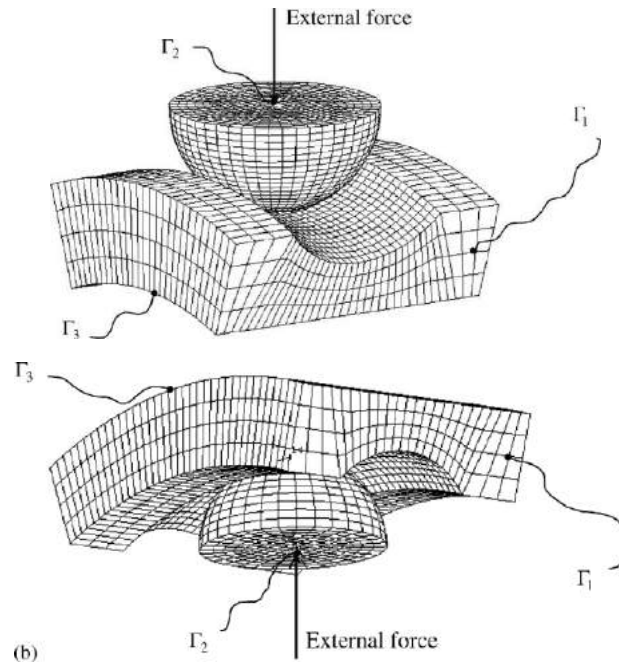 External force
Γ2
Γ1
Γ3
Γ3
Γ1
Γ2
External force
(b)